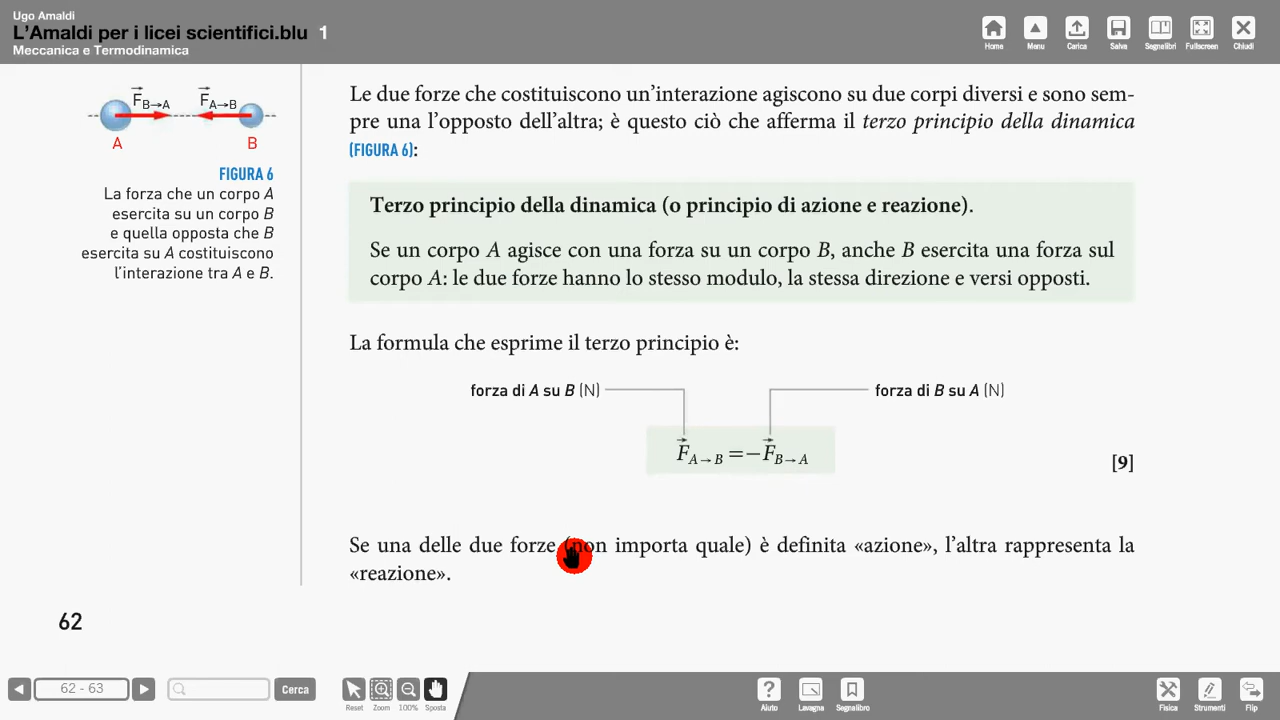 Ugo Amaldi
L'Amaldi per i licei scientifici.blu 1
Meccanica e Termodinamica
Home
Menu
Carica
Salva
Segnalibri
Fullscreen
Chiudi
F B→A
F A→B
A
B
FIGURA 6
La forza che un corpo A
esercita su un corpo B
e quella opposta che B
esercita su A costituiscono
l'interazione tra A e B.
Le due forze che costituiscono un'interazione agiscono su due corpi diversi e sono sem-
pre una l'opposto dell'altra; è questo ciò che afferma il terzo principio della dinamica
(FIGURA 6):
Terzo principio della dinamica (o principio di azione e reazione).
Se un corpo A agisce con una forza su un corpo B, anche B esercita una forza sul
corpo A: le due forze hanno lo stesso modulo, la stessa direzione e versi opposti.
La formula che esprime il terzo principio è:
forza di A su B (N)
forza di B su A (N)
F A→B = −F B→A
[9]
Se una delle due forze (non importa quale) è definita «azione», l'altra rappresenta la
«reazione».
62
62 - 63
Cerca
Reset
Zoom
100%
Sposta
Aiuto
Lavagna
Segnalibro
Fisica
Strumenti
Flip